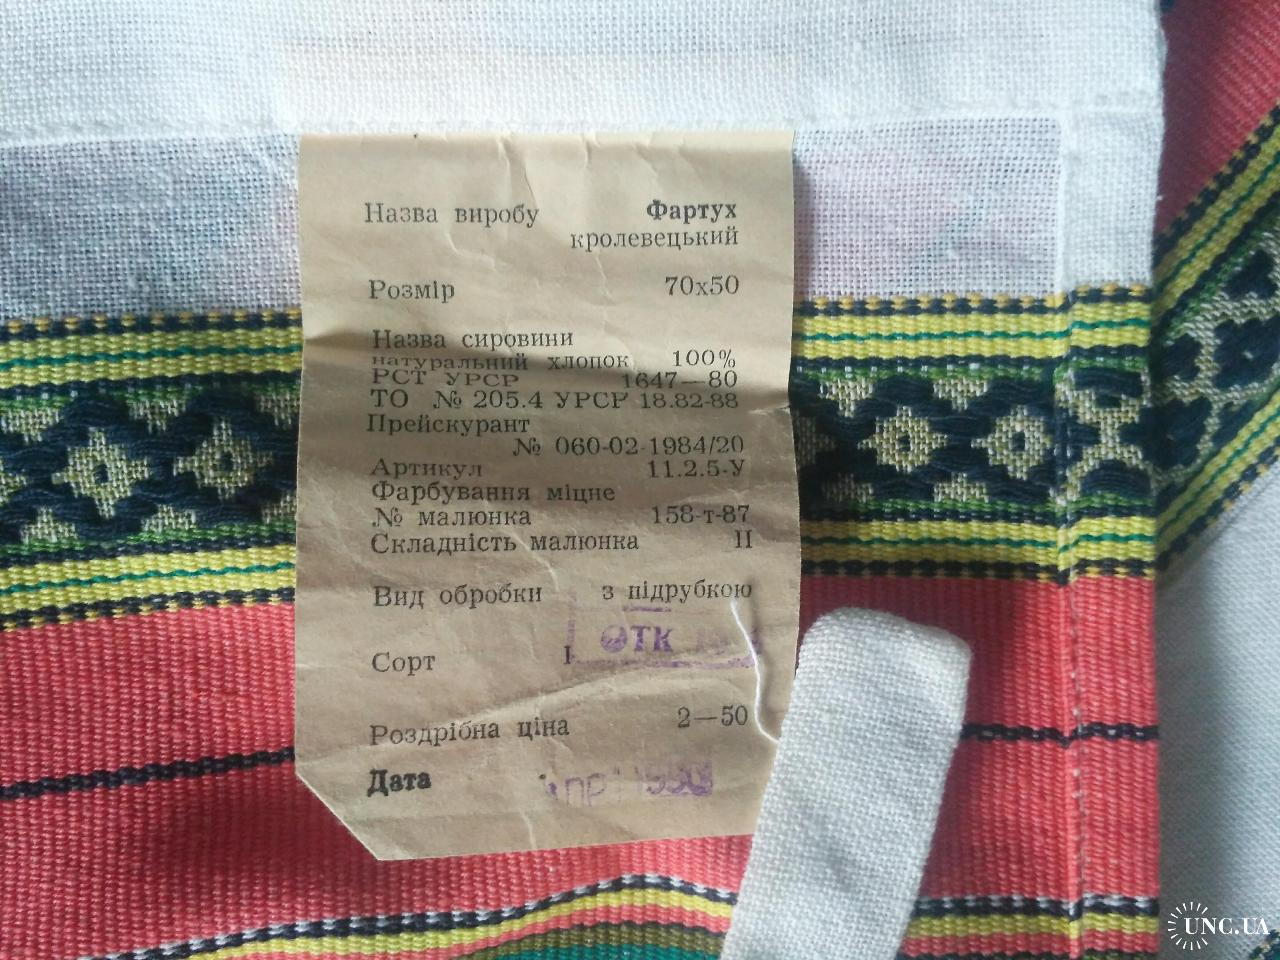 Назва виробу Фартух
кролевецький
Розмір 70х50
Назва сировини
натуральний хлопок 100%
РСТ УРСР 1647—80
ТО № 205.4 УРСР 18.82-88
Прейскурант
№ 060-02-1984/20
Артикул 11.2.5-У
Фарбування міцне
№ малюнка 158-т-87
Складність малюнка II
Вид обробки з підрубкою
ОТК
Сорт I
Роздрібна ціна 2—50
Дата
UNC.UA